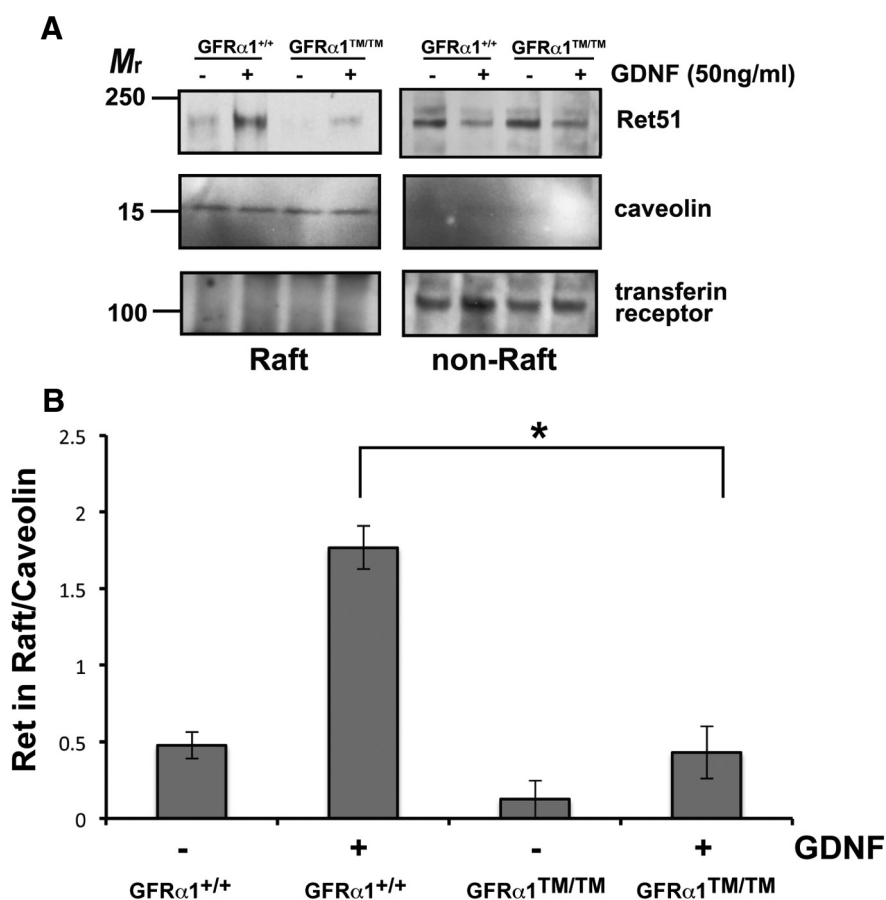 A
GFRα1+/+ GFRα1TM/TM GFRα1+/+ GFRα1TM/TM
Mr - + - + - + - + GDNF (50ng/ml)
250
Ret51
15 caveolin
100 transferin
receptor
Raft non-Raft
B
Ret in Raft/Caveolin
2.5
*
2
1.5
1
0.5
0
- + - + GDNF
GFRα1+/+ GFRα1+/+ GFRα1TM/TM GFRα1TM/TM